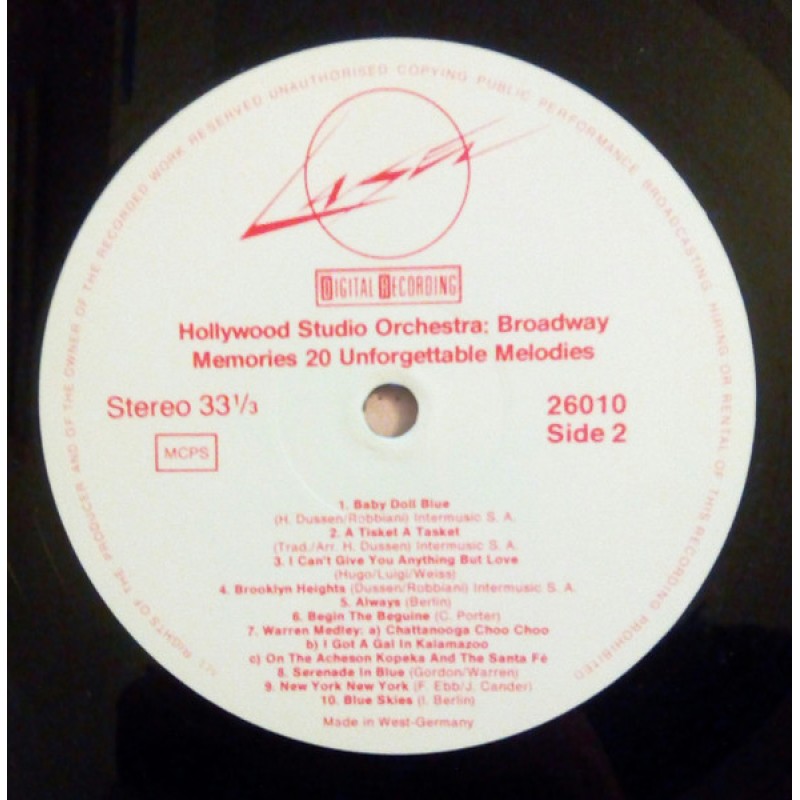 ALL RIGHTS OF THE PRODUCER AND OF THE OWNER OF THE RECORDED WORK RESERVED UNAUTHORISED COPYING PUBLIC PERFORMANCE BROADCASTING HIRING OR RENTAL OF THIS RECORDING PROHIBITED
DIGITAL RECORDING
Hollywood Studio Orchestra: Broadway
Memories 20 Unforgettable Melodies
Stereo 33 1/3
26010
Side 2
MCPS
1. Baby Doll Blue
(H. Dussen/Robbiani) Intermusic S. A.
2. A Tisket A Tasket
(Trad./Arr. H. Dussen) Intermusic S. A.
3. I Can't Give You Anything But Love
(Hugo/Luigi/Weiss)
4. Brooklyn Heights (Dussen/Robbiani) Intermusic S. A.
5. Always (Berlin)
6. Begin The Beguine (C. Porter)
7. Warren Medley: a) Chattanooga Choo Choo
b) I Got A Gal In Kalamazoo
c) On The Acheson Kopeka And The Santa Fé
8. Serenade In Blue (Gordon/Warren)
9. New York New York (F. Ebb/J. Cander)
10. Blue Skies (I. Berlin)
Made in West-Germany